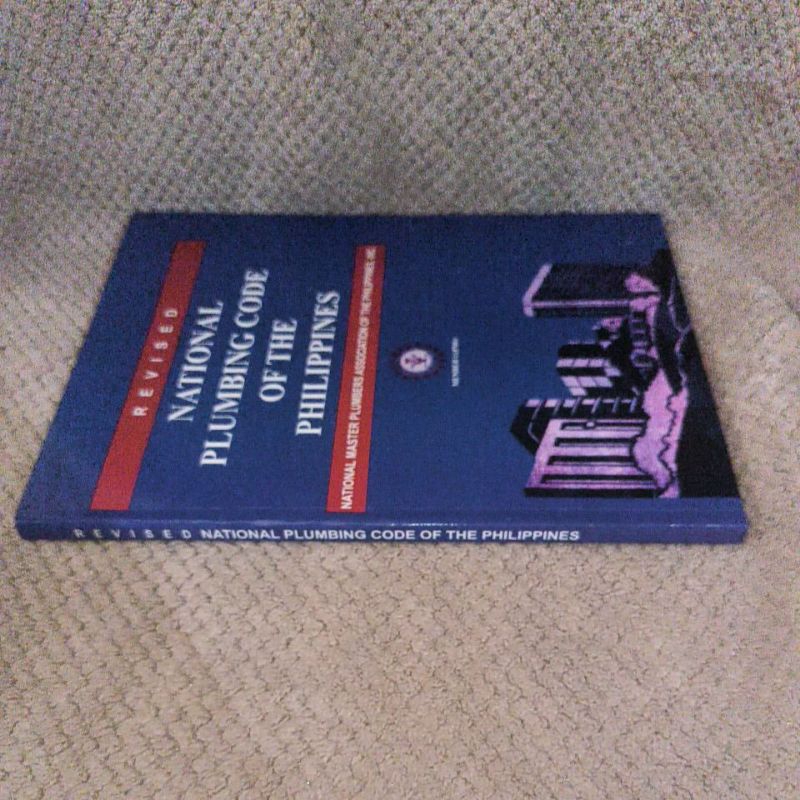 REVISED
NATIONAL
PLUMBING CODE
OF THE
PHILIPPINES
NATIONAL MASTER PLUMBERS ASSOCIATION OF THE PHILIPPINES, INC.
REVISED NATIONAL PLUMBING CODE OF THE PHILIPPINES